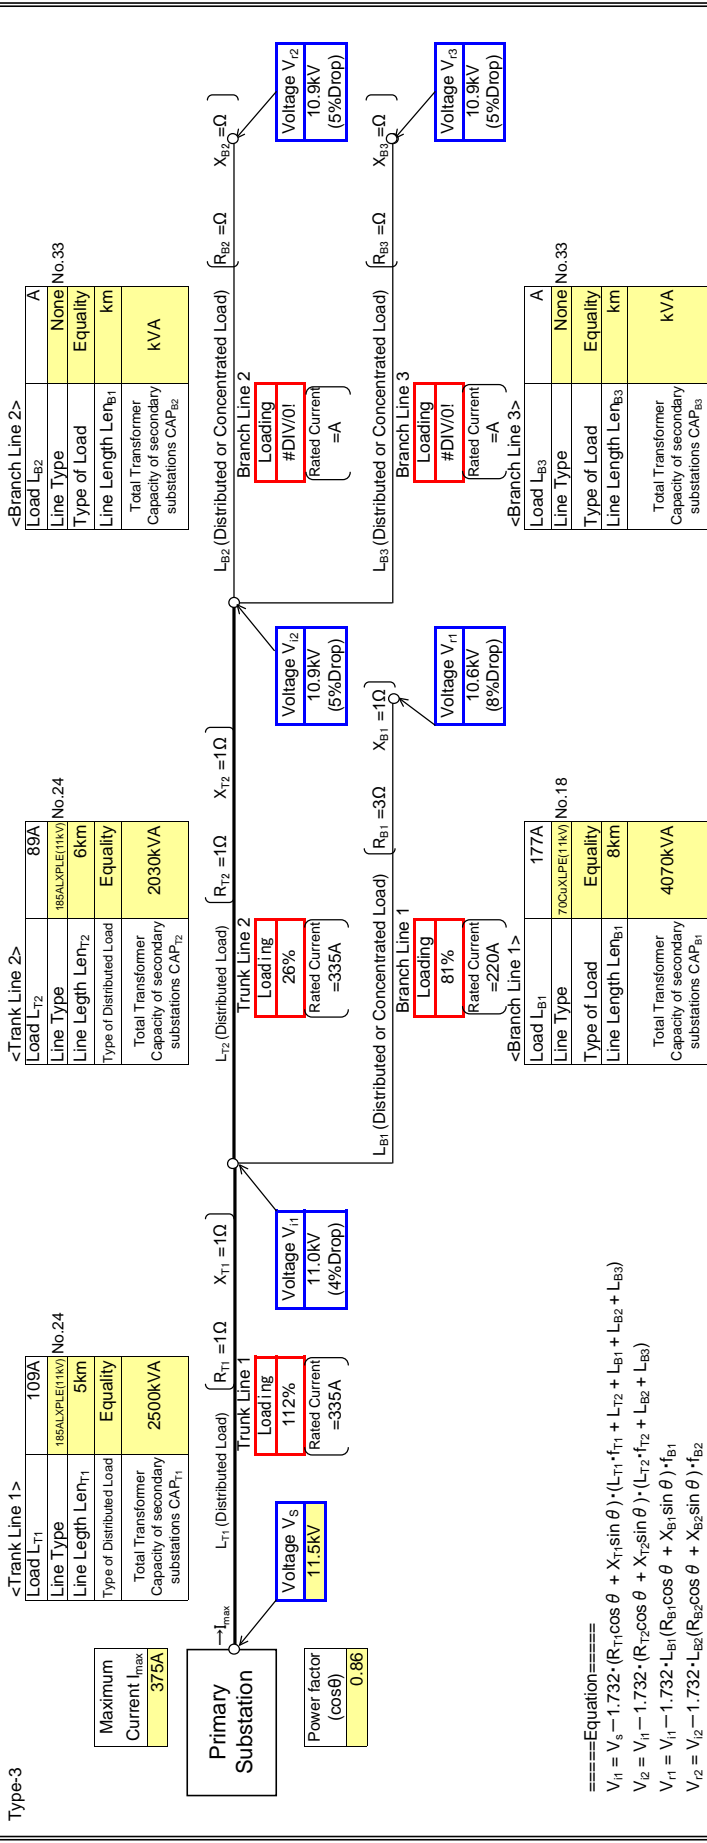 Type-3
<Trank Line 1>
Load LT1 109A
Line Type 185ALXPLE(11kV) No.24
Line Legth LenT1 5km
Type of Distributed Load Equality
Total Transformer
Capacity of secondary
substations CAPT1
2500kVA
<Trank Line 2>
Load LT2 89A
Line Type 185ALXPLE(11kV) No.24
Line Legth LenT2 6km
Type of Distributed Load Equality
Total Transformer
Capacity of secondary
substations CAPT2
2030kVA
<Branch Line 2>
Load LB2 A
Line Type None No.33
Type of Load Equality
Line Length LenB1 km
Total Transformer
Capacity of secondary
substations CAPB2
kVA
Maximum
Current Imax
375A
Primary
Substation
Power factor
(cosθ)
0.86
→Imax
Voltage VS
11.5kV
LT1 (Distributed Load) (RT1 =1Ω XT1 =1Ω)
Trunk Line 1
Loading
112%
(Rated Current
=335A)
Voltage Vi1
11.0kV
(4%Drop)
LT2 (Distributed Load) (RT2 =1Ω XT2 =1Ω)
Trunk Line 2
Loading
26%
(Rated Current
=335A)
Voltage Vi2
10.9kV
(5%Drop)
LB2 (Distributed or Concentrated Load) (RB2 =Ω XB2 =Ω)
Branch Line 2
Loading
#DIV/0!
(Rated Current
=A)
Voltage Vr2
10.9kV
(5%Drop)
LB1 (Distributed or Concentrated Load) (RB1 =3Ω XB1 =1Ω)
Branch Line 1
Loading
81%
(Rated Current
=220A)
Voltage Vr1
10.6kV
(8%Drop)
LB3 (Distributed or Concentrated Load) (RB3 =Ω XB3 =Ω)
Branch Line 3
Loading
#DIV/0!
(Rated Current
=A)
Voltage Vr3
10.9kV
(5%Drop)
<Branch Line 1>
Load LB1 177A
Line Type 70CuXLPE(11kV) No.18
Type of Load Equality
Line Length LenB1 8km
Total Transformer
Capacity of secondary
substations CAPB1
4070kVA
<Branch Line 3>
Load LB3 A
Line Type None No.33
Type of Load Equality
Line Length LenB3 km
Total Transformer
Capacity of secondary
substations CAPB3
kVA
=====Equation=====
Vi1 = Vs－1.732・(RT1cos θ + XT1sin θ)・(LT1・fT1 + LT2 + LB1 + LB2 + LB3)
Vi2 = Vi1－1.732・(RT2cos θ + XT2sin θ)・(LT2・fT2 + LB2 + LB3)
Vr1 = Vi1－1.732・LB1(RB1cos θ + XB1sin θ)・fB1
Vr2 = Vi2－1.732・LB2(RB2cos θ + XB2sin θ)・fB2